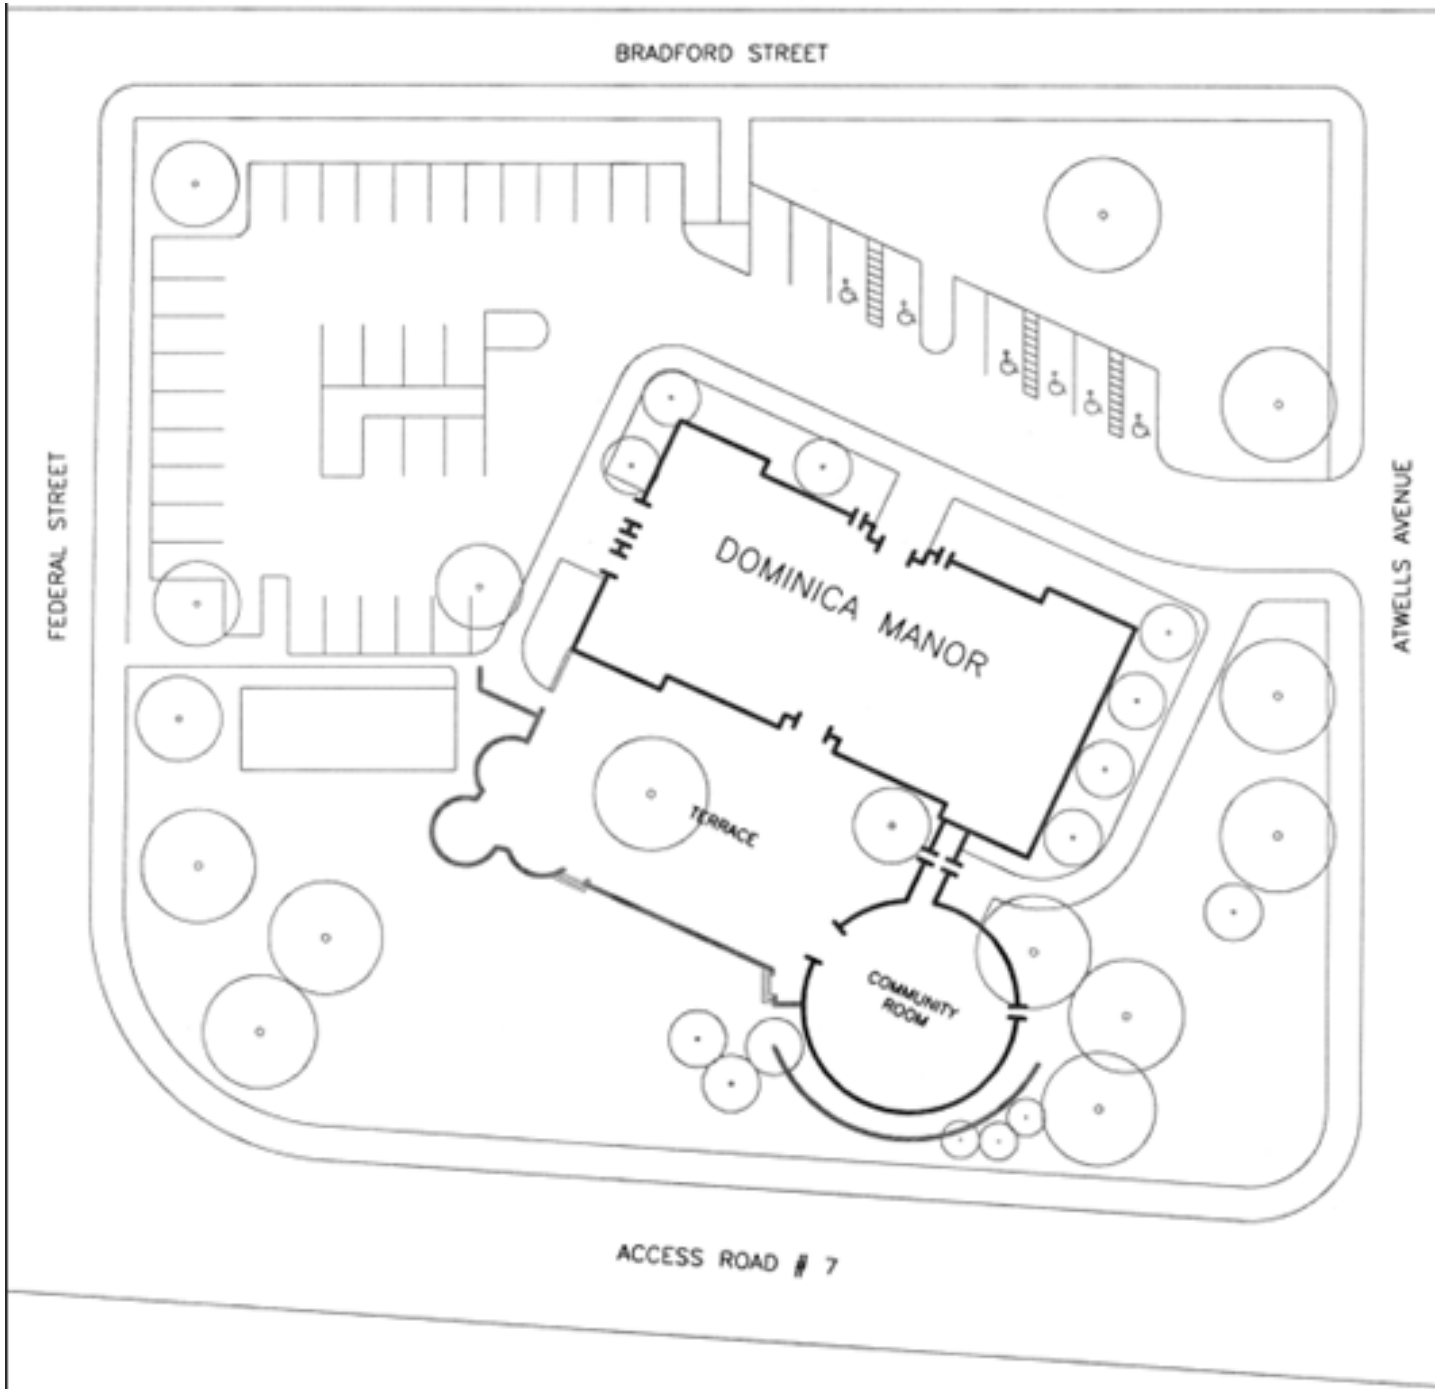 BRADFORD STREET
FEDERAL STREET
ATWELLS AVENUE
DOMINICA MANOR
TERRACE
COMMUNITY
ROOM
ACCESS ROAD # 7